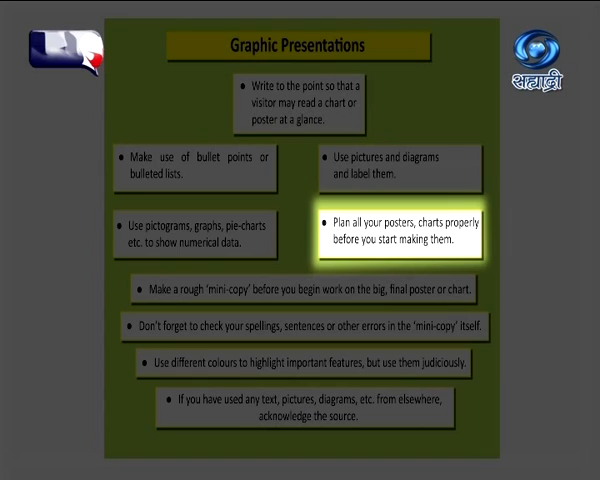 Graphic Presentations
सह्याद्री
• Write to the point so that a
visitor may read a chart or
poster at a glance.
• Make use of bullet points or
bulleted lists.
• Use pictures and diagrams
and label them.
• Use pictograms, graphs, pie-charts
etc. to show numerical data.
• Plan all your posters, charts properly
before you start making them.
• Make a rough ‘mini-copy’ before you begin work on the big, final poster or chart.
• Don’t forget to check your spellings, sentences or other errors in the ‘mini-copy’ itself.
• Use different colours to highlight important features, but use them judiciously.
• If you have used any text, pictures, diagrams, etc. from elsewhere,
acknowledge the source.